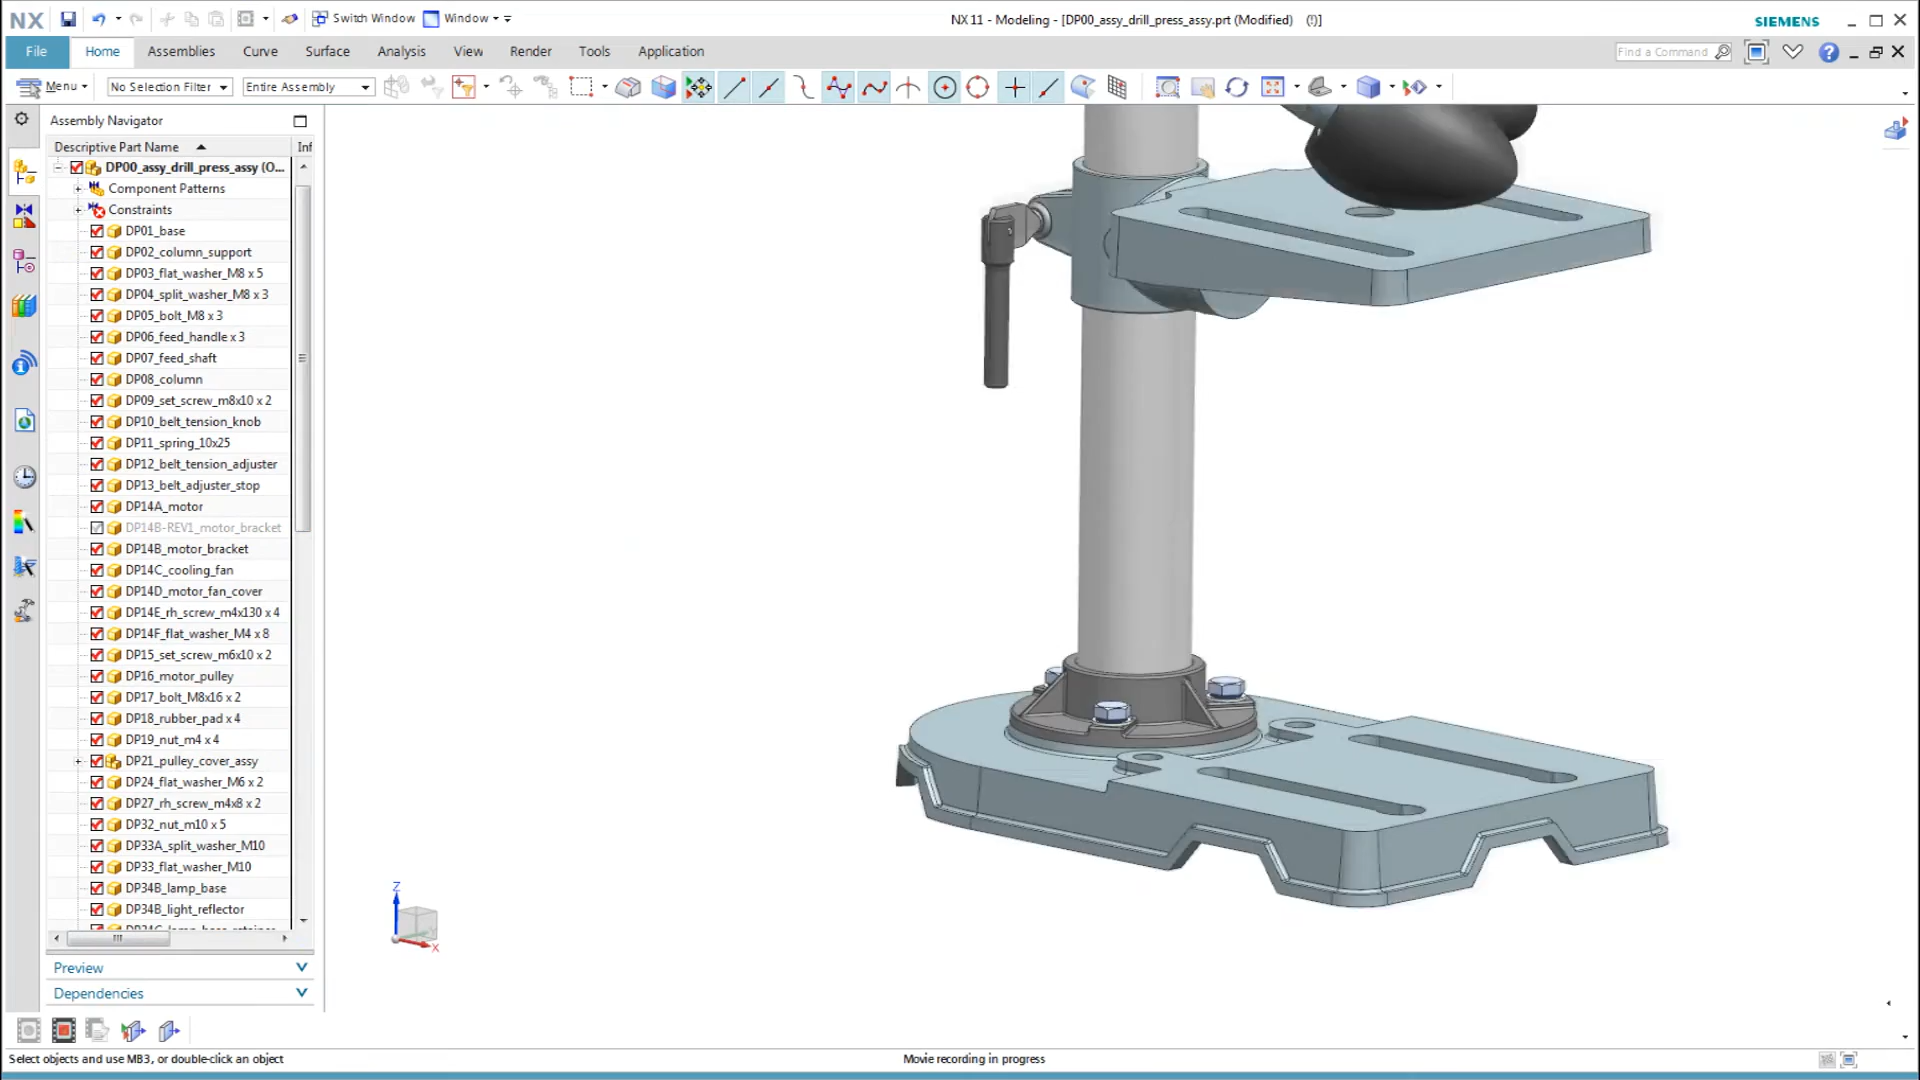 NX
Switch Window
Window
NX 11 - Modeling - [DP00_assy_drill_press_assy.prt (Modified) (!)]
SIEMENS
File
Home
Assemblies
Curve
Surface
Analysis
View
Render
Tools
Application
Find a Command
Menu
No Selection Filter
Entire Assembly
Assembly Navigator
Descriptive Part Name
Inf
DP00_assy_drill_press_assy (O...
Component Patterns
Constraints
DP01_base
DP02_column_support
DP03_flat_washer_M8 x 5
DP04_split_washer_M8 x 3
DP05_bolt_M8 x 3
DP06_feed_handle x 3
DP07_feed_shaft
DP08_column
DP09_set_screw_m8x10 x 2
DP10_belt_tension_knob
DP11_spring_10x25
DP12_belt_tension_adjuster
DP13_belt_adjuster_stop
DP14A_motor
DP14B-REV1_motor_bracket
DP14B_motor_bracket
DP14C_cooling_fan
DP14D_motor_fan_cover
DP14E_rh_screw_m4x130 x 4
DP14F_flat_washer_M4 x 8
DP15_set_screw_m6x10 x 2
DP16_motor_pulley
DP17_bolt_M8x16 x 2
DP18_rubber_pad x 4
DP19_nut_m4 x 4
DP21_pulley_cover_assy
DP24_flat_washer_M6 x 2
DP27_rh_screw_m4x8 x 2
DP32_nut_m10 x 5
DP33A_split_washer_M10
DP33_flat_washer_M10
DP34B_lamp_base
DP34B_light_reflector
Preview
Dependencies
Z
X
Select objects and use MB3, or double-click an object
Movie recording in progress